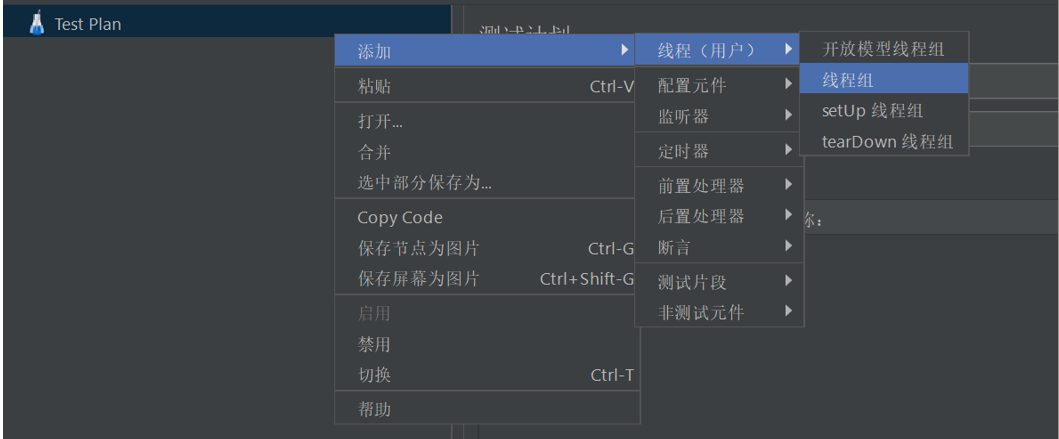 Test Plan
测试计划
添加
粘贴 Ctrl-V
打开...
合并
选中部分保存为...
Copy Code
保存节点为图片 Ctrl-G
保存屏幕为图片 Ctrl+Shift-G
启用
禁用
切换 Ctrl-T
帮助
线程（用户）
配置元件
监听器
定时器
前置处理器
后置处理器
断言
测试片段
非测试元件
开放模型线程组
线程组
setUp 线程组
tearDown 线程组
称：